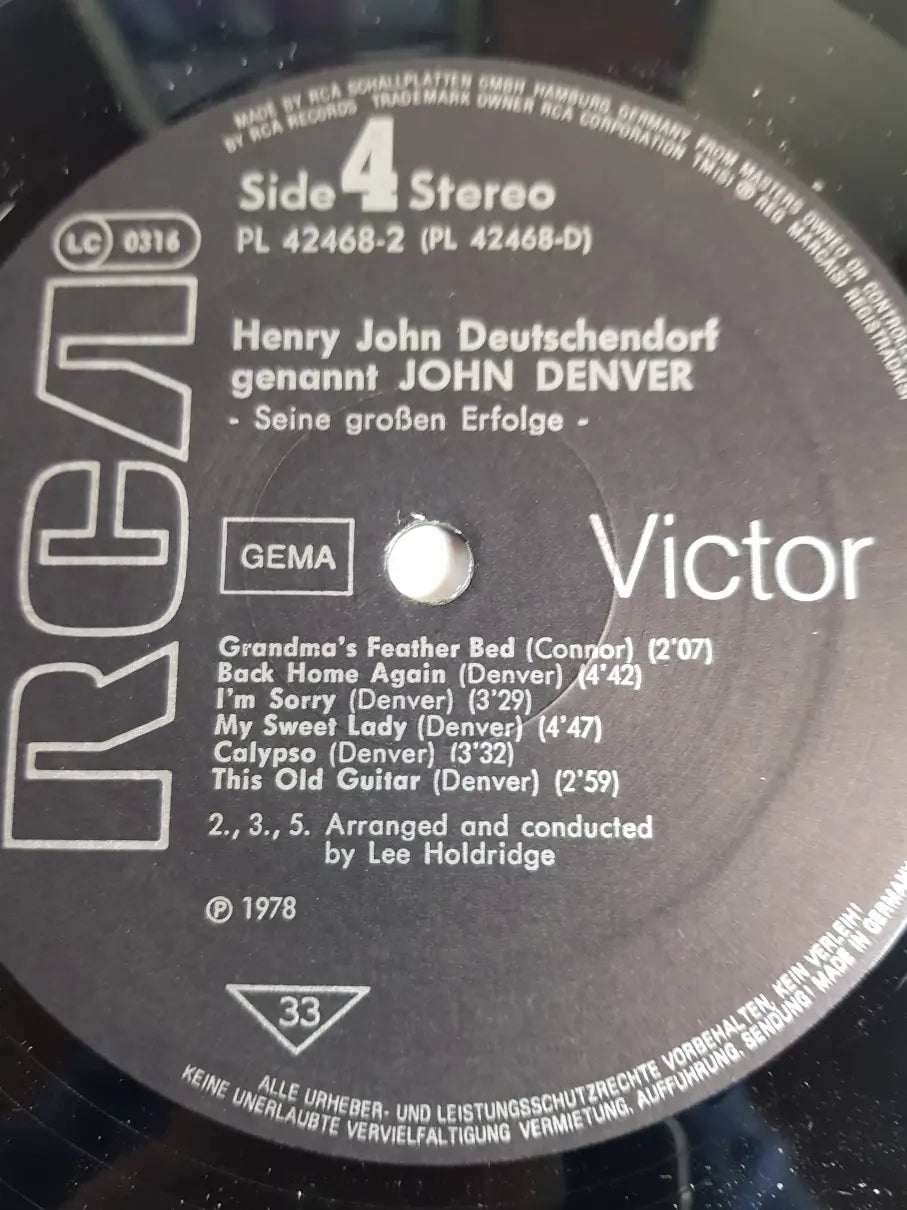 MADE BY RCA SCHALLPLATTEN GMBH, HAMBURG, GERMANY FROM MASTERS OWNED OR CONTROLLED
BY RCA RECORDS TRADEMARK OWNER RCA CORPORATION TM(S) ® REG MARCA(S) REGISTRADA(S)
Side 4 Stereo
LC 0316
PL 42468-2 (PL 42468-D)
RCA
Henry John Deutschendorf
genannt JOHN DENVER
- Seine großen Erfolge -
GEMA
Victor
Grandma's Feather Bed (Connor) (2'07)
Back Home Again (Denver) (4'42)
I'm Sorry (Denver) (3'29)
My Sweet Lady (Denver) (4'47)
Calypso (Denver) (3'32)
This Old Guitar (Denver) (2'59)
2., 3., 5. Arranged and conducted
by Lee Holdridge
℗ 1978
33
ALLE URHEBER- UND LEISTUNGSSCHUTZRECHTE VORBEHALTEN, KEIN VERLEIH!
KEINE UNERLAUBTE VERVIELFÄLTIGUNG VERMIETUNG, AUFFÜHRUNG, SENDUNG! MADE IN GERMANY